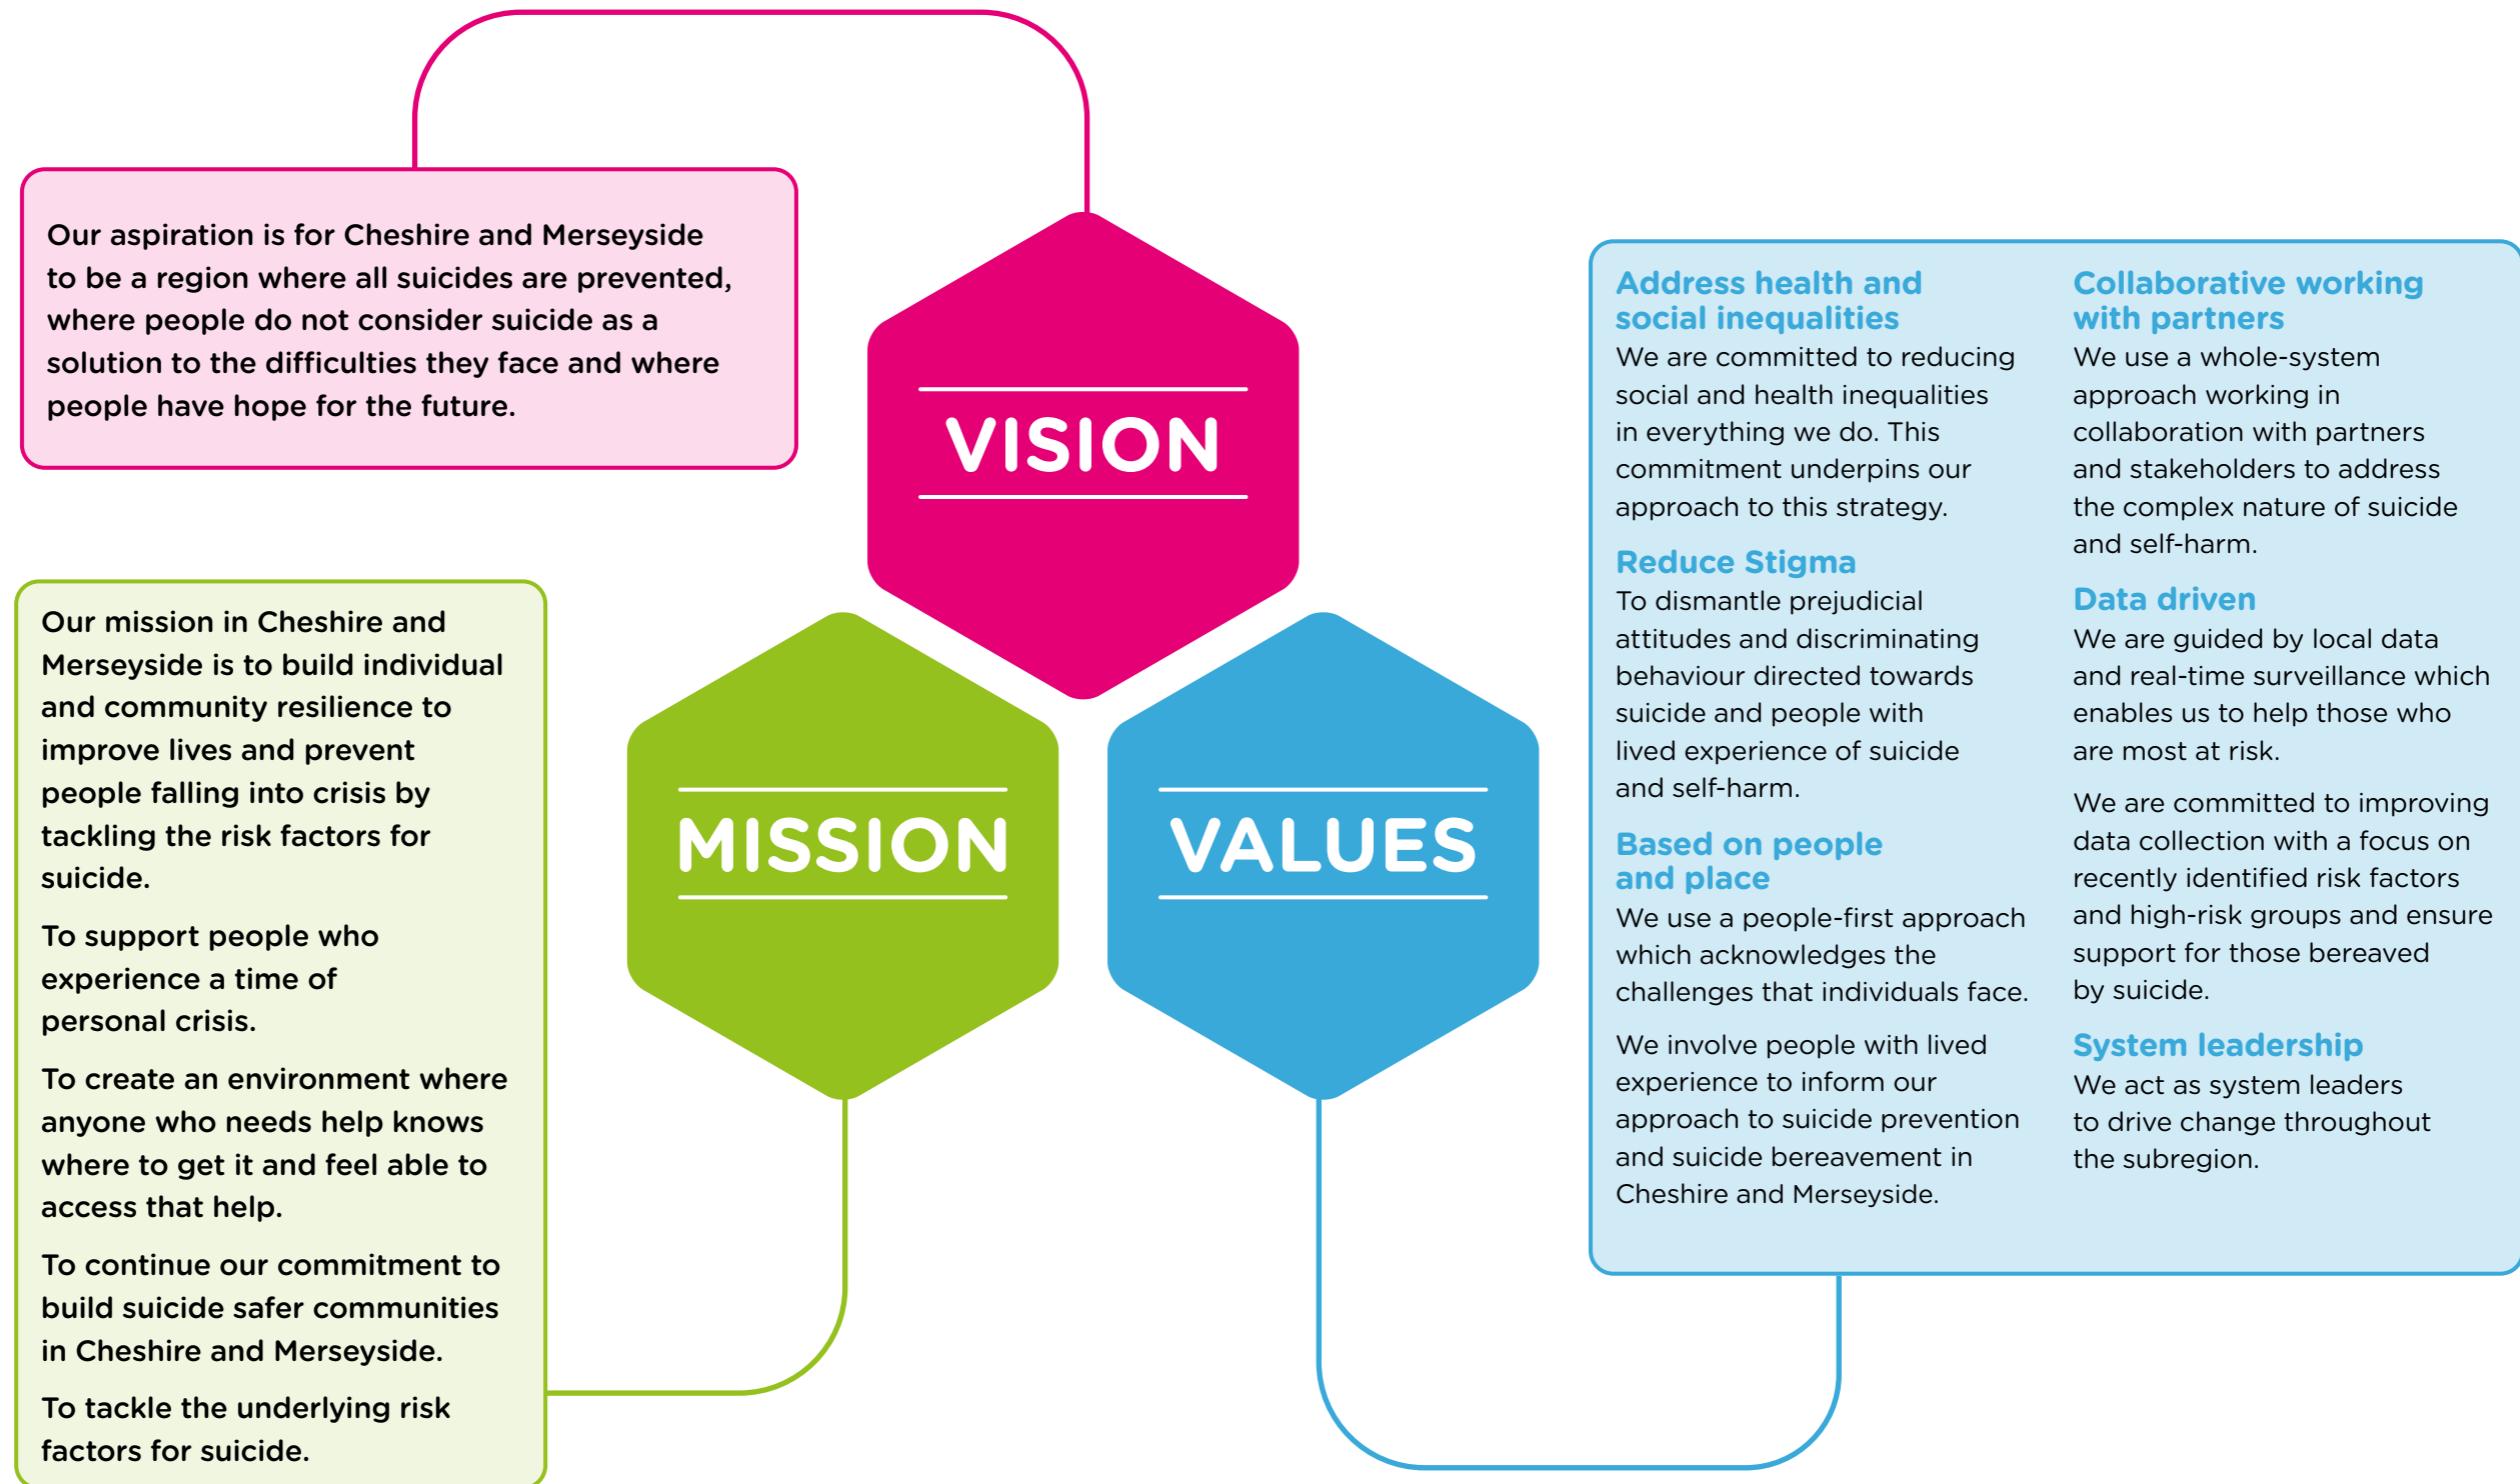 Our aspiration is for Cheshire and Merseyside
to be a region where all suicides are prevented,
where people do not consider suicide as a
solution to the difficulties they face and where
people have hope for the future.
VISION
Our mission in Cheshire and
Merseyside is to build individual
and community resilience to
improve lives and prevent
people falling into crisis by
tackling the risk factors for
suicide.
To support people who
experience a time of
personal crisis.
To create an environment where
anyone who needs help knows
where to get it and feel able to
access that help.
To continue our commitment to
build suicide safer communities
in Cheshire and Merseyside.
To tackle the underlying risk
factors for suicide.
MISSION
VALUES
Address health and
social inequalities
We are committed to reducing
social and health inequalities
in everything we do. This
commitment underpins our
approach to this strategy.
Reduce Stigma
To dismantle prejudicial
attitudes and discriminating
behaviour directed towards
suicide and people with
lived experience of suicide
and self-harm.
Based on people
and place
We use a people-first approach
which acknowledges the
challenges that individuals face.
We involve people with lived
experience to inform our
approach to suicide prevention
and suicide bereavement in
Cheshire and Merseyside.
Collaborative working
with partners
We use a whole-system
approach working in
collaboration with partners
and stakeholders to address
the complex nature of suicide
and self-harm.
Data driven
We are guided by local data
and real-time surveillance which
enables us to help those who
are most at risk.
We are committed to improving
data collection with a focus on
recently identified risk factors
and high-risk groups and ensure
support for those bereaved
by suicide.
System leadership
We act as system leaders
to drive change throughout
the subregion.